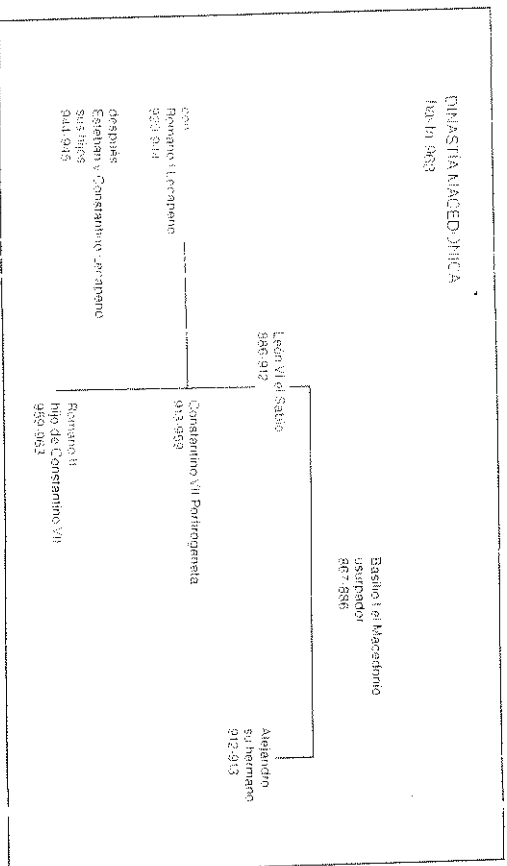 DINASTÍA MACEDÓNICA
hasta 963
Basilio I el Macedonio
usurpador
867-886
León VI el Sabio
886-912
Alejandro
su hermano
912-913
con
Romano I Lecapeno
920-944
Constantino VII Porfirogeneta
913-959
después
Esteban y Constantino Lecapeno
sus hijos
944-945
Romano II
hijo de Constantino VII
959-963